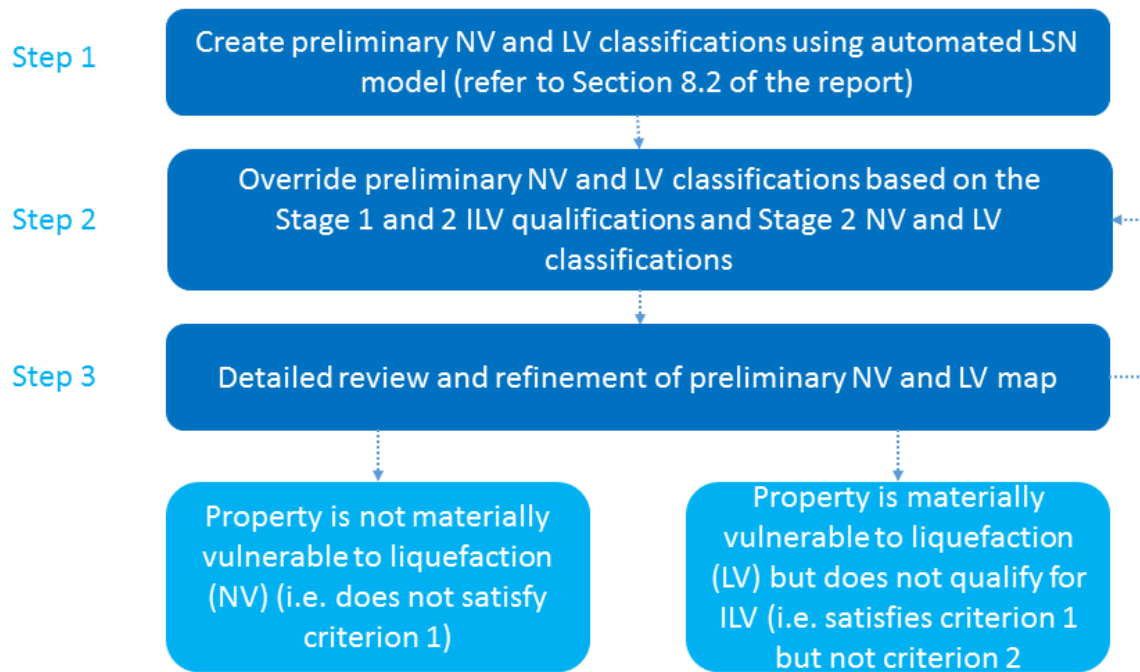 Step 1
Create preliminary NV and LV classifications using automated LSN
model (refer to Section 8.2 of the report)
Step 2
Override preliminary NV and LV classifications based on the
Stage 1 and 2 ILV qualifications and Stage 2 NV and LV
classifications
Step 3
Detailed review and refinement of preliminary NV and LV map
Property is not materially
vulnerable to liquefaction
(NV) (i.e. does not satisfy
criterion 1)
Property is materially
vulnerable to liquefaction
(LV) but does not qualify for
ILV (i.e. satisfies criterion 1
but not criterion 2